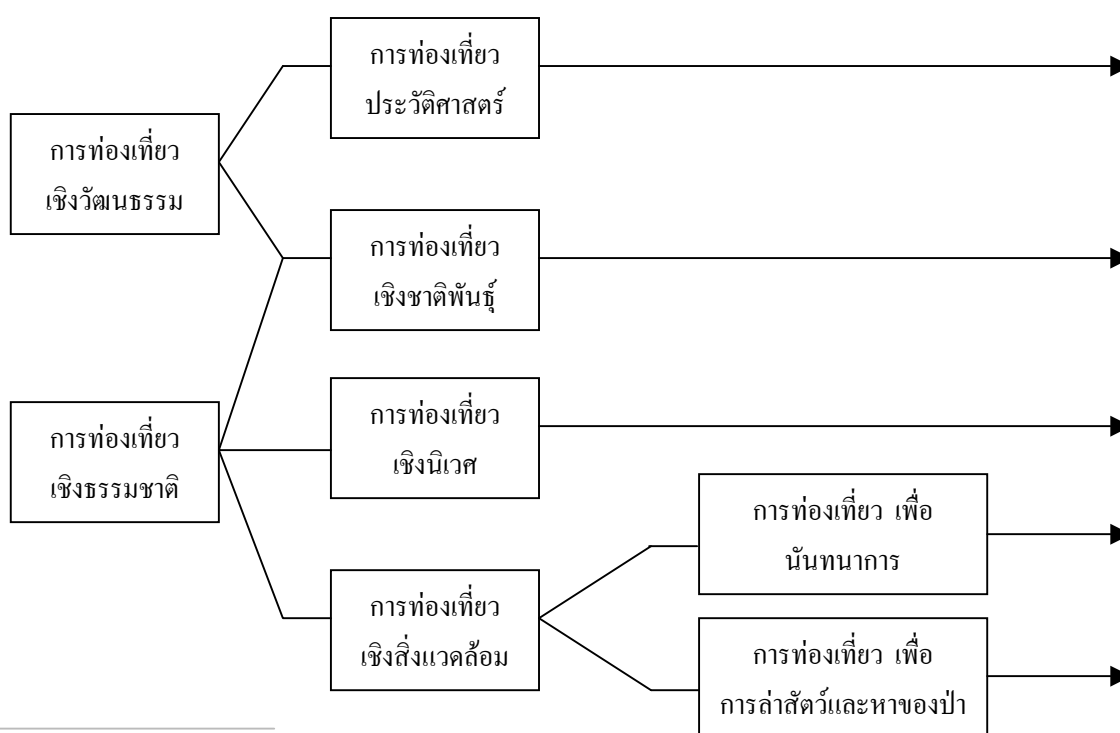 การท่องเที่ยว
ประวัติศาสตร์
การท่องเที่ยว
เชิงวัฒนธรรม
การท่องเที่ยว
เชิงชาติพันธุ์
การท่องเที่ยว
เชิงธรรมชาติ
การท่องเที่ยว
เชิงนิเวศ
การท่องเที่ยว เพื่อ
นันทนาการ
การท่องเที่ยว
เชิงสิ่งแวดล้อม
การท่องเที่ยว เพื่อ
การล่าสัตว์และหาของป่า